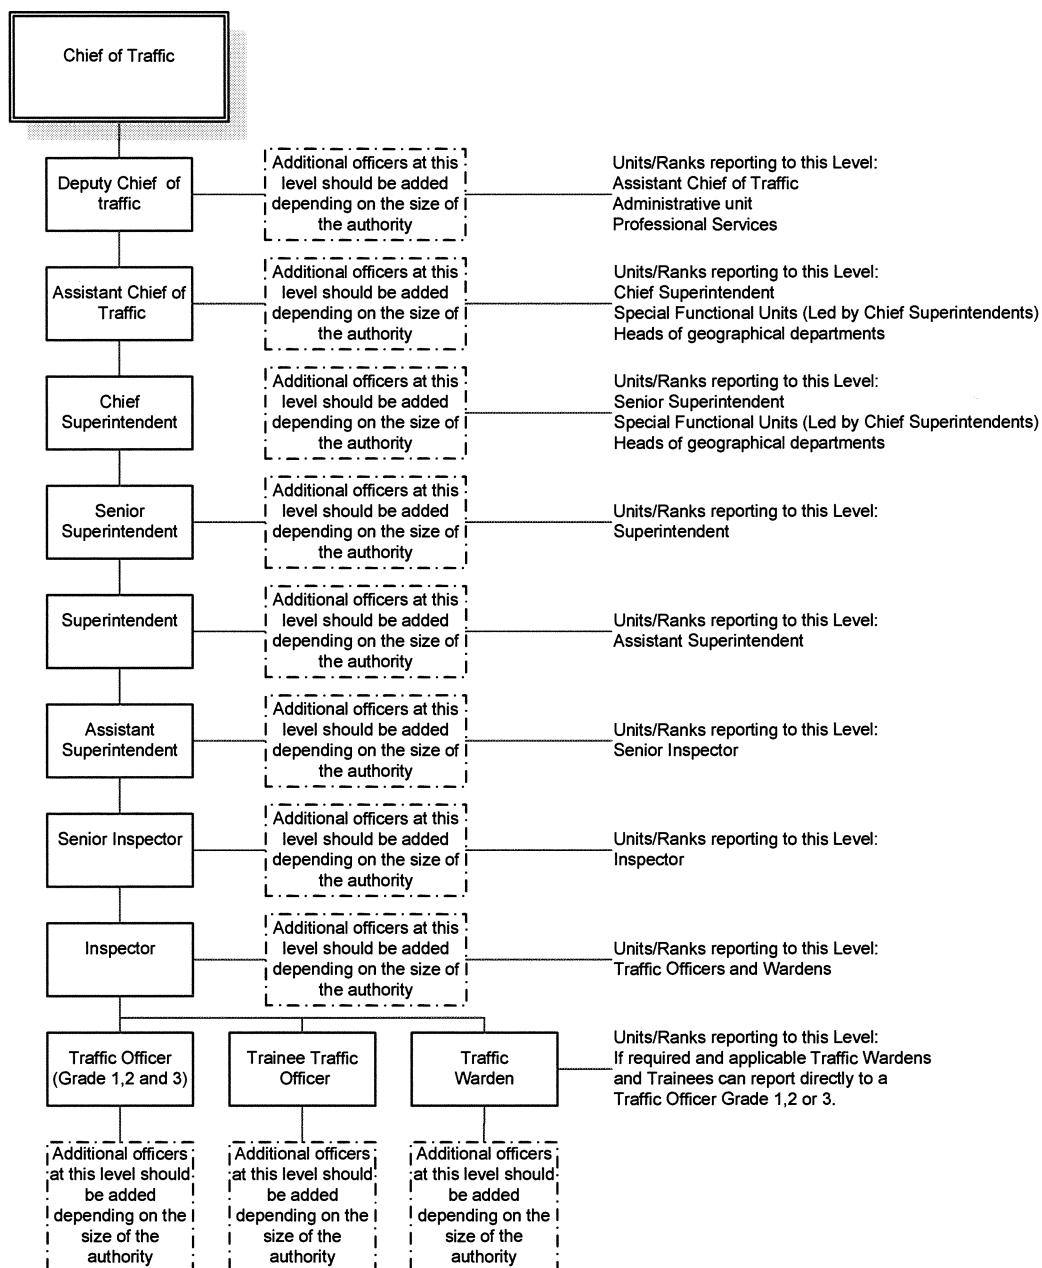 Chief of Traffic
Deputy Chief of
traffic
Additional officers at this
level should be added
depending on the size of
the authority
Units/Ranks reporting to this Level:
Assistant Chief of Traffic
Administrative unit
Professional Services
Assistant Chief of
Traffic
Additional officers at this
level should be added
depending on the size of
the authority
Units/Ranks reporting to this Level:
Chief Superintendent
Special Functional Units (Led by Chief Superintendents)
Heads of geographical departments
Chief
Superintendent
Additional officers at this
level should be added
depending on the size of
the authority
Units/Ranks reporting to this Level:
Senior Superintendent
Special Functional Units (Led by Chief Superintendents)
Heads of geographical departments
Senior
Superintendent
Additional officers at this
level should be added
depending on the size of
the authority
Units/Ranks reporting to this Level:
Superintendent
Superintendent
Additional officers at this
level should be added
depending on the size of
the authority
Units/Ranks reporting to this Level:
Assistant Superintendent
Assistant
Superintendent
Additional officers at this
level should be added
depending on the size of
the authority
Units/Ranks reporting to this Level:
Senior Inspector
Senior Inspector
Additional officers at this
level should be added
depending on the size of
the authority
Units/Ranks reporting to this Level:
Inspector
Inspector
Additional officers at this
level should be added
depending on the size of
the authority
Units/Ranks reporting to this Level:
Traffic Officers and Wardens
Traffic Officer
(Grade 1,2 and 3)
Trainee Traffic
Officer
Traffic
Warden
Units/Ranks reporting to this Level:
If required and applicable Traffic Wardens
and Trainees can report directly to a
Traffic Officer Grade 1,2 or 3.
Additional officers
at this level should
be added
depending on the
size of the
authority
Additional officers
at this level should
be added
depending on the
size of the
authority
Additional officers
at this level should
be added
depending on the
size of the
authority